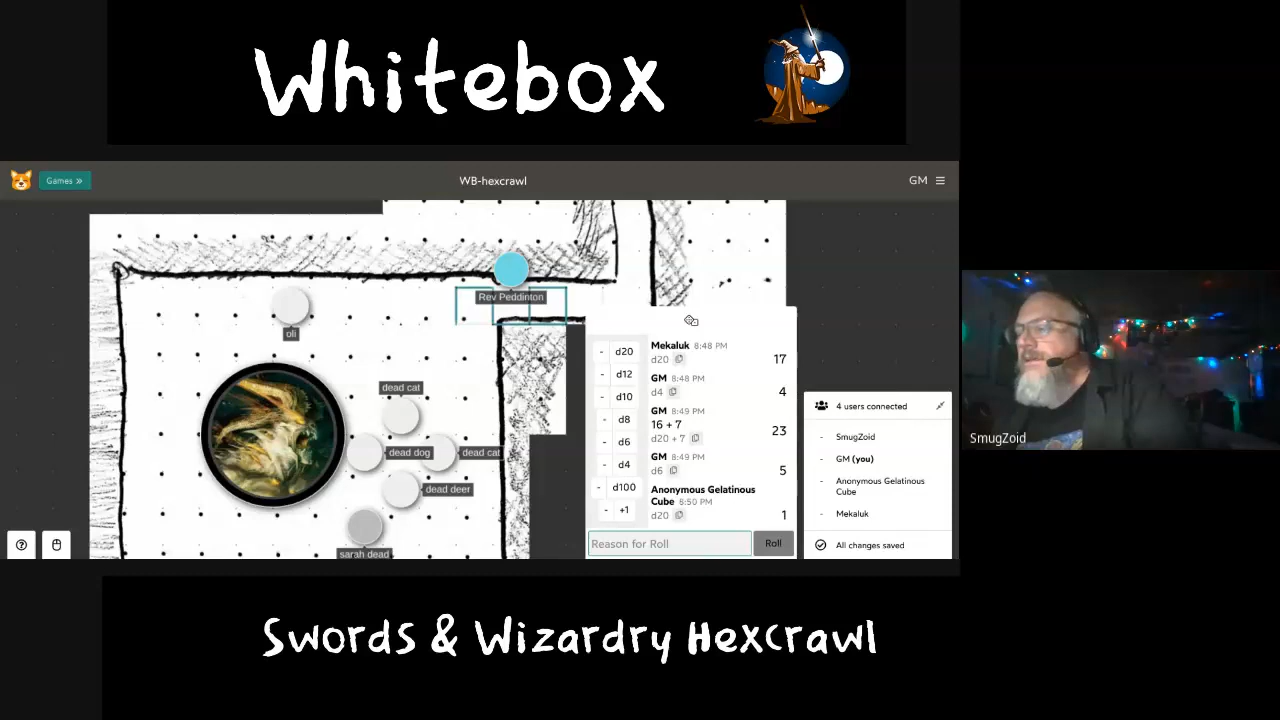 Whitebox
Games »
WB-hexcrawl
GM
Rev Peddinton
oli
dead cat
dead dog
dead cat
dead deer
sarah dead
- d20
- d12
- d10
- d8
- d6
- d4
- d100
- +1
Mekaluk 8:48 PM
d20 17
GM 8:48 PM
d4 4
GM 8:49 PM
16 + 7
d20 + 7 23
GM 8:49 PM
d6 5
Anonymous Gelatinous
Cube 8:50 PM
d20 1
Reason for Roll
Roll
4 users connected
- SmugZoid
- GM (you)
- Anonymous Gelatinous
Cube
- Mekaluk
All changes saved
SmugZoid
Swords & Wizardry Hexcrawl